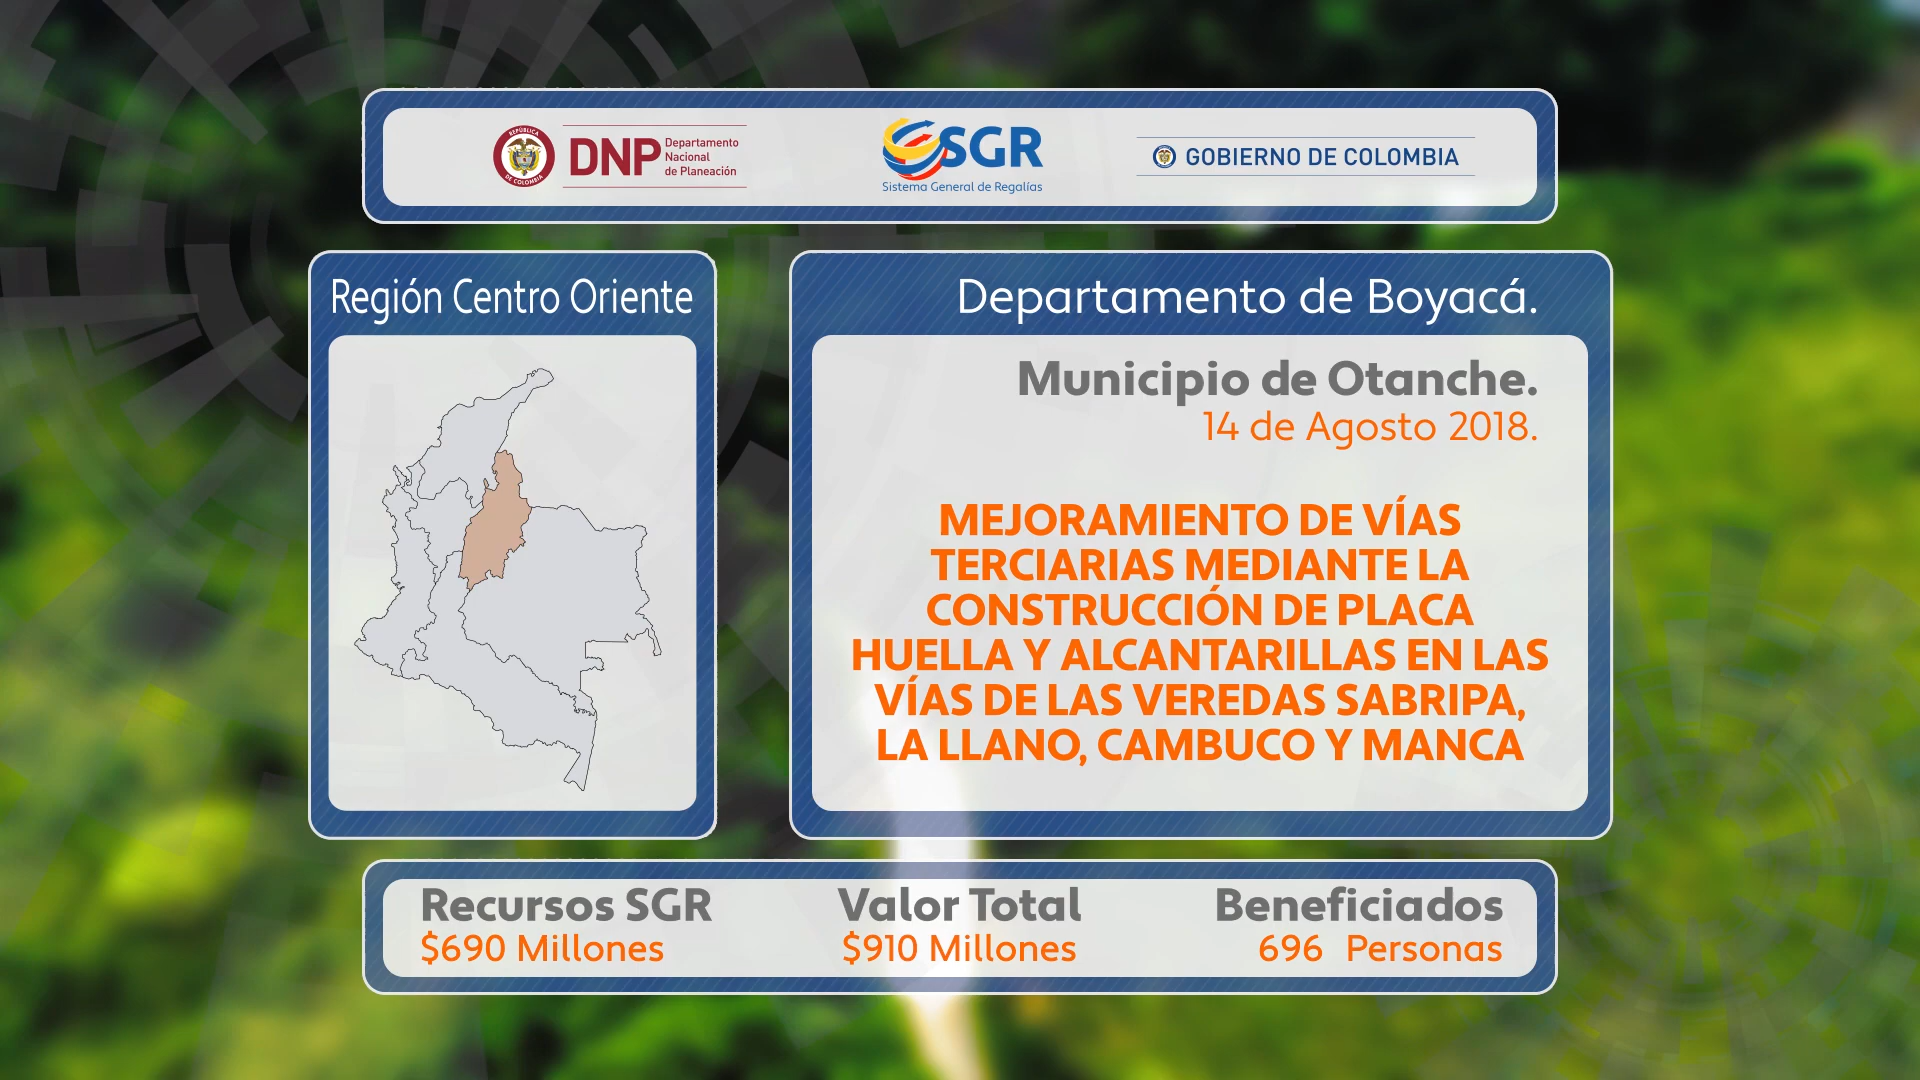 REPÚBLICA
DE COLOMBIA
DNP
Departamento
Nacional
de Planeación
SGR
Sistema General de Regalías
GOBIERNO DE COLOMBIA
Región Centro Oriente
Departamento de Boyacá.
Municipio de Otanche.
14 de Agosto 2018.
MEJORAMIENTO DE VÍAS
TERCIARIAS MEDIANTE LA
CONSTRUCCIÓN DE PLACA
HUELLA Y ALCANTARILLAS EN LAS
VÍAS DE LAS VEREDAS SABRIPA,
LA LLANO, CAMBUCO Y MANCA
Recursos SGR
$690 Millones
Valor Total
$910 Millones
Beneficiados
696 Personas